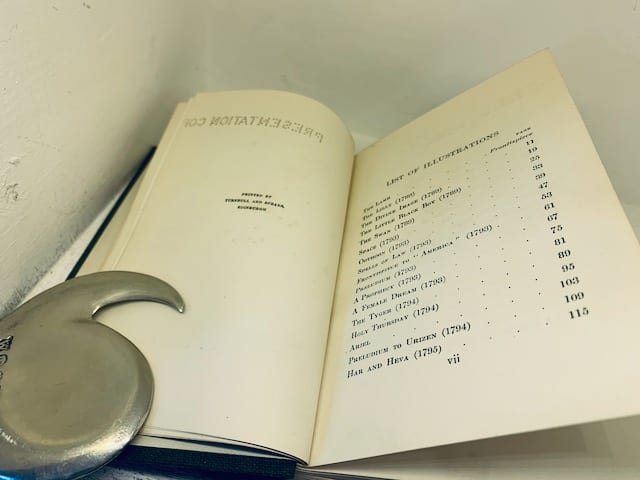 PRESENTATION COP
PRINTED BY
TURNBULL AND SPEARS,
EDINBURGH
LIST OF ILLUSTRATIONS
PAGE
THE LAMB . . . Frontispiece
THE LILY (1789) . . . 11
THE DIVINE IMAGE (1789) . . . 19
THE LITTLE BLACK BOY (1789) . . . 25
THE SWAN (1789) . . . 33
SPACE (1793) . . . 39
OOTHOON (1793) . . . 47
SPELLS OF LAW (1793) . . . 53
FRONTISPIECE TO "AMERICA" (1793) . . . 61
PRELUDIUM (1793) . . . 67
A PROPHECY (1793) . . . 75
A FEMALE DREAM (1793) . . . 81
THE TYGER (1794) . . . 89
HOLY THURSDAY (1794) . . . 95
ARIEL . . . 103
PRELUDIUM TO URIZEN (1794) . . . 109
HAR AND HEVA (1795) . . . 115
vii